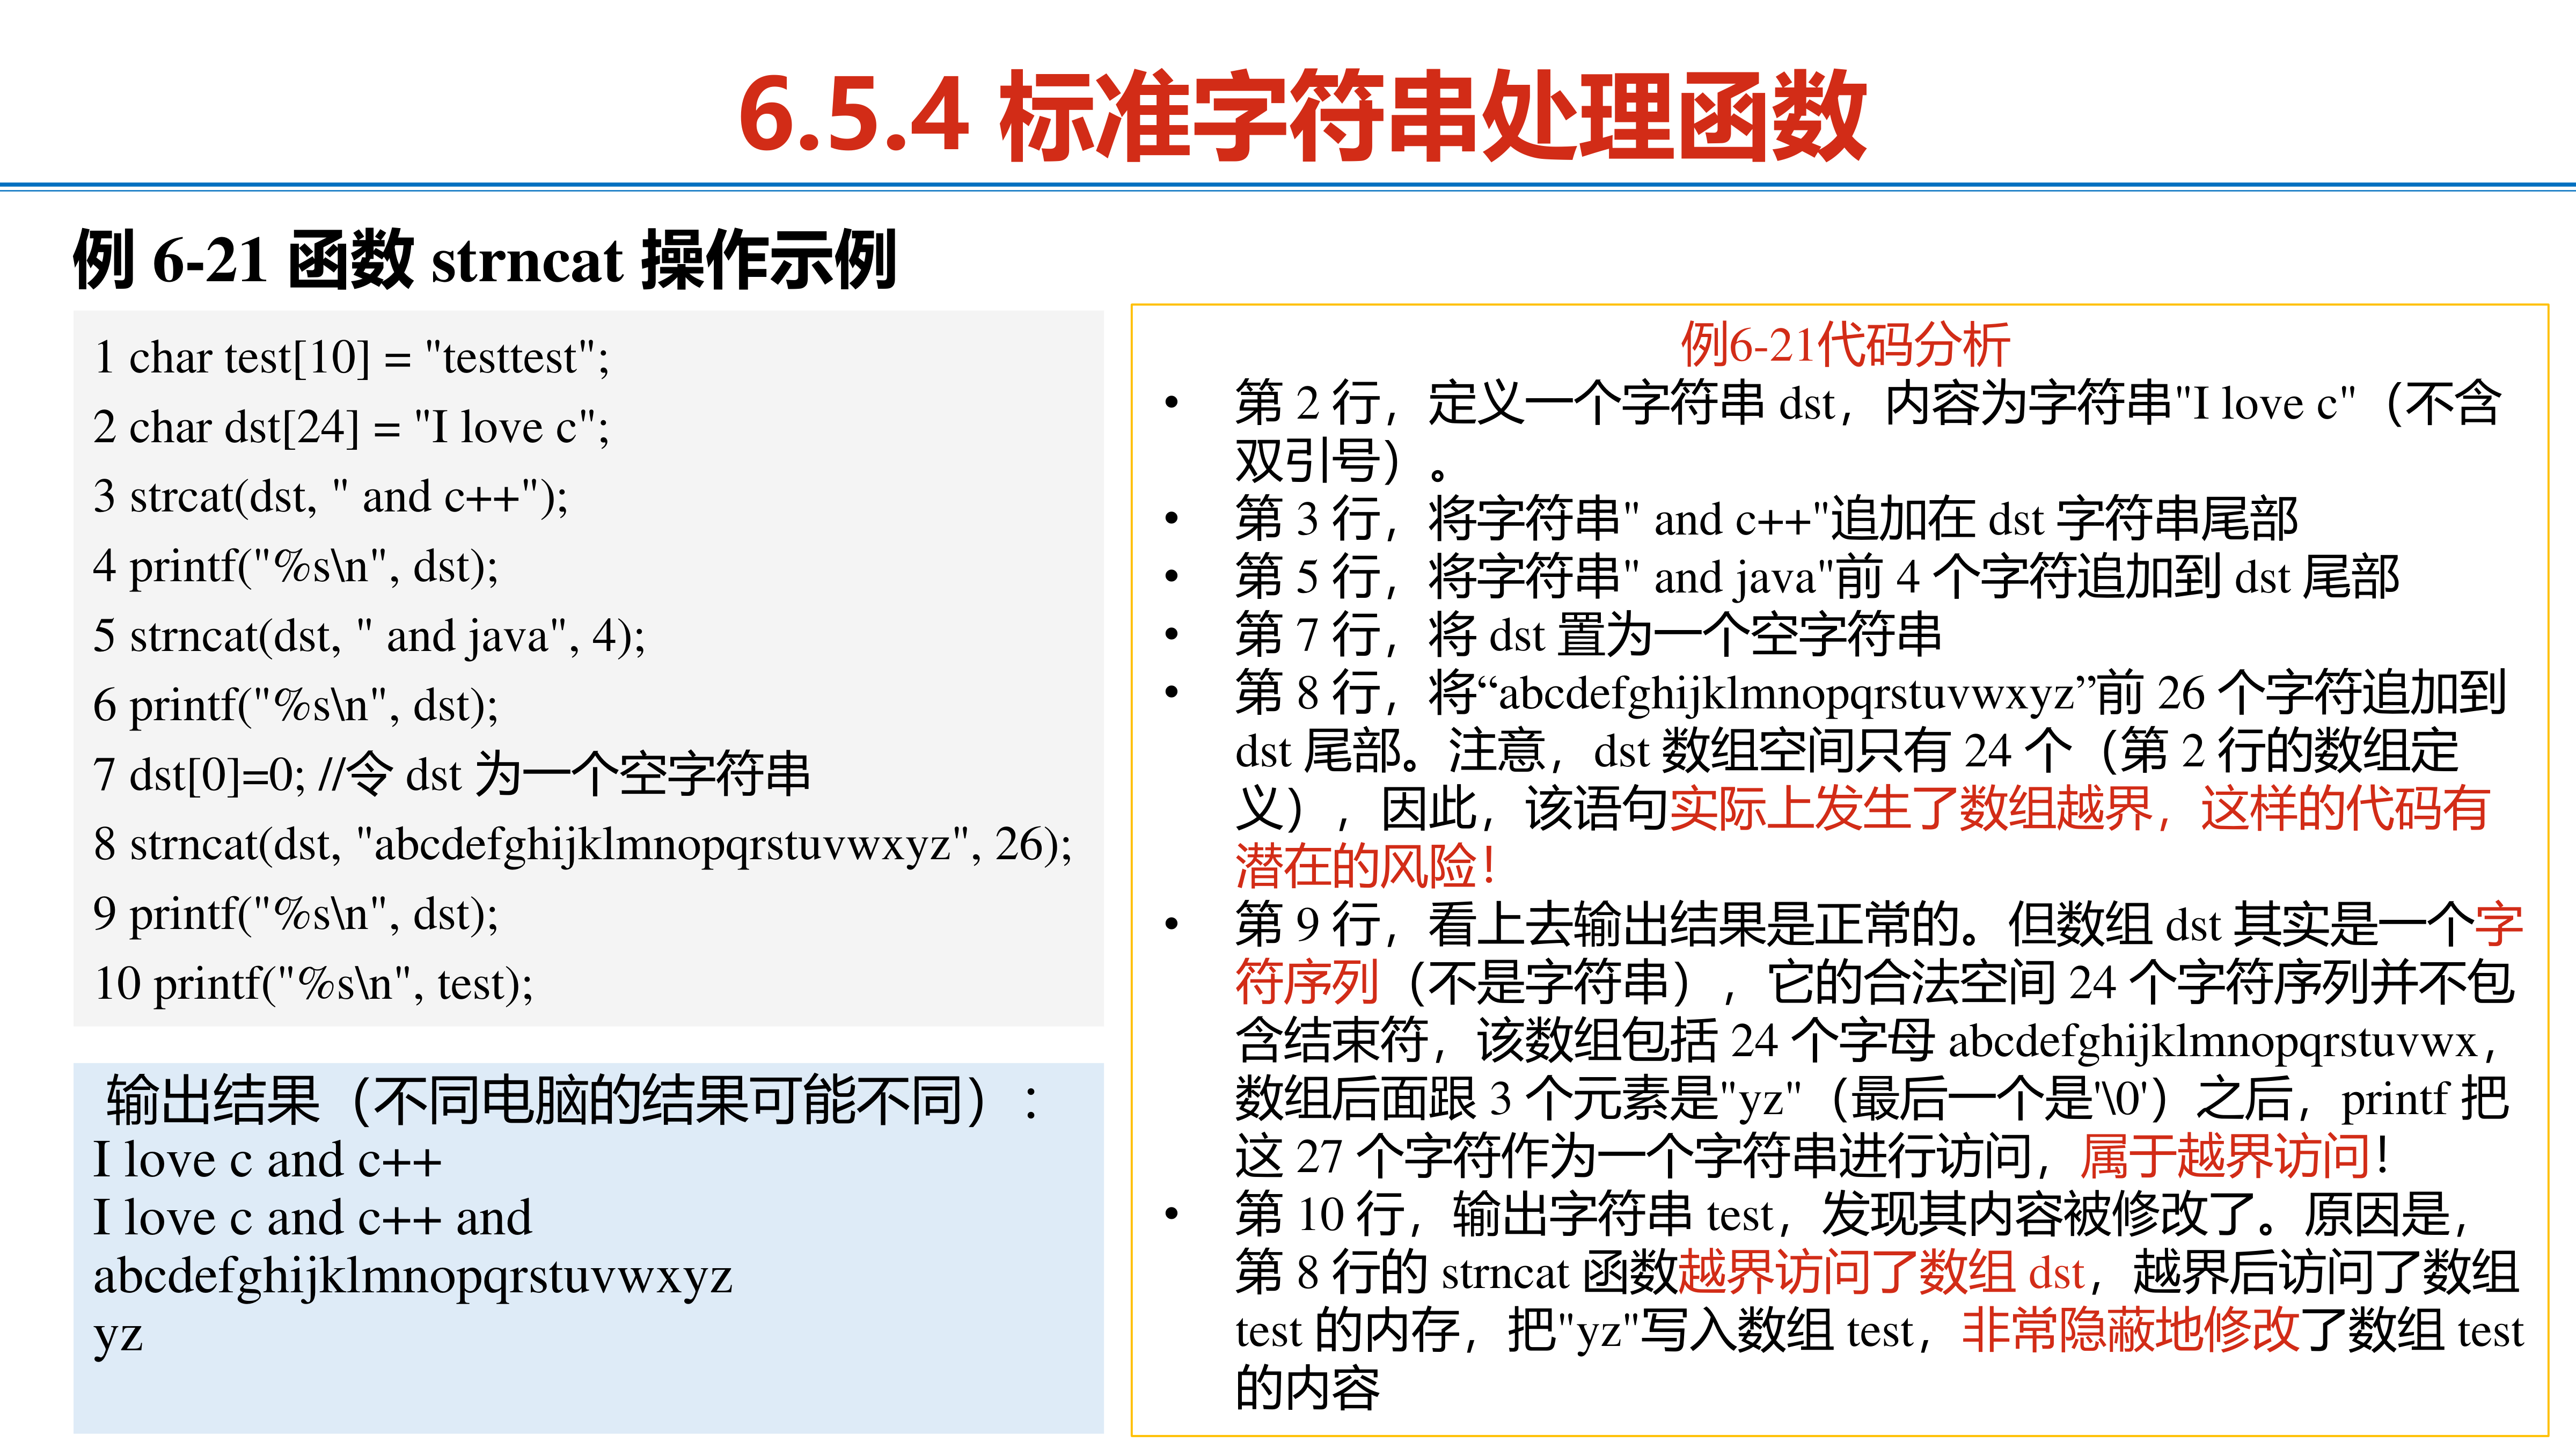 6.5.4 标准字符串处理函数
例 6-21 函数 strncat 操作示例
1 char test[10] = "testtest";
2 char dst[24] = "I love c";
3 strcat(dst, " and c++");
4 printf("%s\n", dst);
5 strncat(dst, " and java", 4);
6 printf("%s\n", dst);
7 dst[0]=0; //令 dst 为一个空字符串
8 strncat(dst, "abcdefghijklmnopqrstuvwxyz", 26);
9 printf("%s\n", dst);
10 printf("%s\n", test);
输出结果（不同电脑的结果可能不同）：
I love c and c++
I love c and c++ and
abcdefghijklmnopqrstuvwxyz
yz
例6-21代码分析
• 第 2 行，定义一个字符串 dst，内容为字符串"I love c"（不含
双引号）。
• 第 3 行，将字符串" and c++"追加在 dst 字符串尾部
• 第 5 行，将字符串" and java"前 4 个字符追加到 dst 尾部
• 第 7 行，将 dst 置为一个空字符串
• 第 8 行，将“abcdefghijklmnopqrstuvwxyz”前 26 个字符追加到
dst 尾部。注意，dst 数组空间只有 24 个（第 2 行的数组定
义），因此，该语句实际上发生了数组越界，这样的代码有
潜在的风险！
• 第 9 行，看上去输出结果是正常的。但数组 dst 其实是一个字
符序列（不是字符串），它的合法空间 24 个字符序列并不包
含结束符，该数组包括 24 个字母 abcdefghijklmnopqrstuvwx，
数组后面跟 3 个元素是"yz"（最后一个是'\0'）之后，printf 把
这 27 个字符作为一个字符串进行访问，属于越界访问！
• 第 10 行，输出字符串 test，发现其内容被修改了。原因是，
第 8 行的 strncat 函数越界访问了数组 dst，越界后访问了数组
test 的内存，把"yz"写入数组 test，非常隐蔽地修改了数组 test
的内容